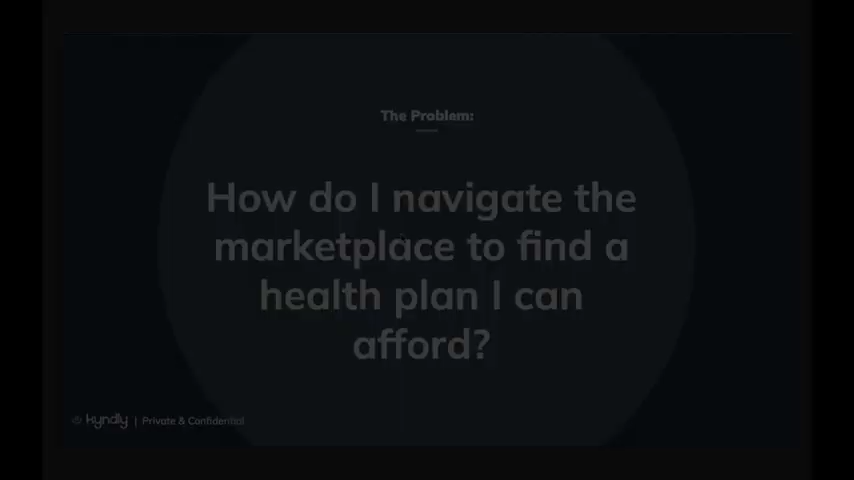 The Problem:
How do I navigate the
marketplace to find a
health plan I can
afford?
kyndly | Private & Confidential